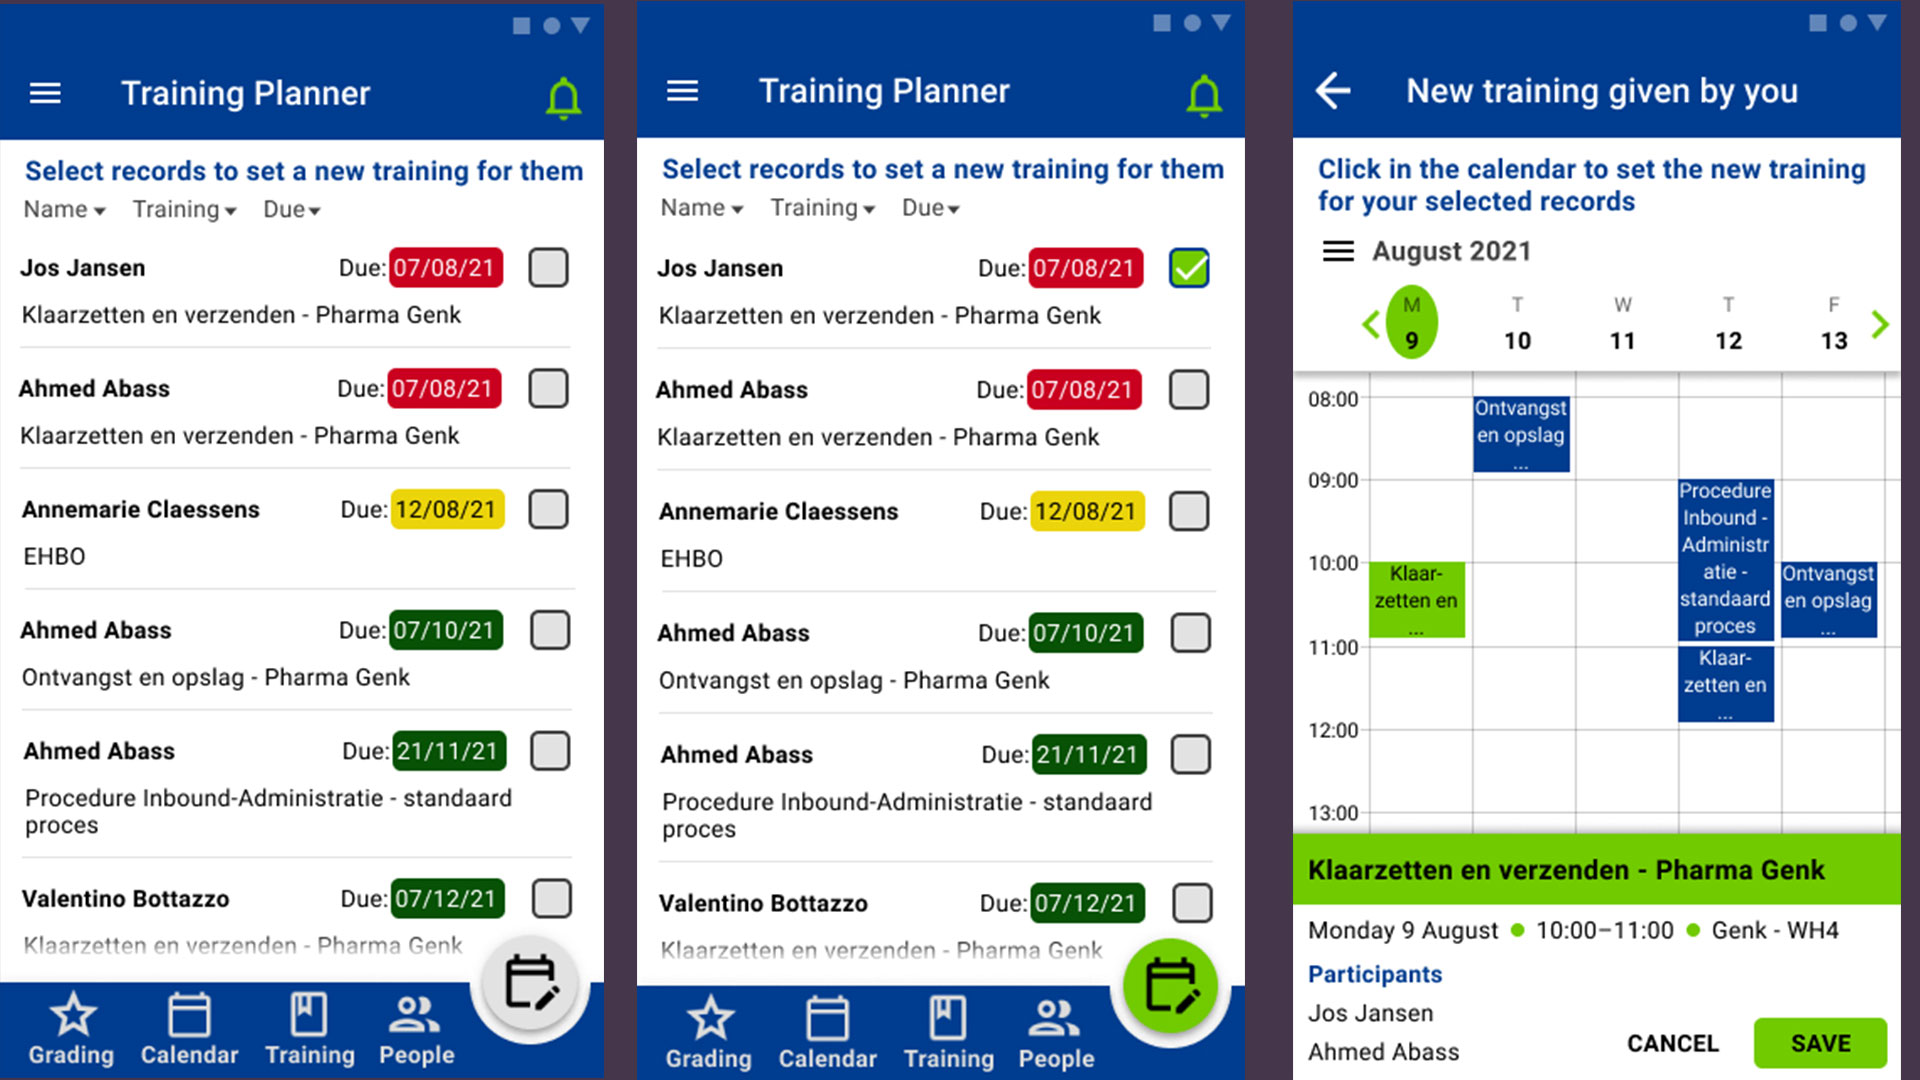 Training Planner
Select records to set a new training for them
Name Training Due
Jos Jansen Due: 07/08/21
Klaarzetten en verzenden - Pharma Genk
Ahmed Abass Due: 07/08/21
Klaarzetten en verzenden - Pharma Genk
Annemarie Claessens Due: 12/08/21
EHBO
Ahmed Abass Due: 07/10/21
Ontvangst en opslag - Pharma Genk
Ahmed Abass Due: 21/11/21
Procedure Inbound-Administratie - standaard
proces
Valentino Bottazzo Due: 07/12/21
Klaarzetten en verzenden - Pharma Genk
Grading Calendar Training People
Training Planner
Select records to set a new training for them
Name Training Due
Jos Jansen Due: 07/08/21
Klaarzetten en verzenden - Pharma Genk
Ahmed Abass Due: 07/08/21
Klaarzetten en verzenden - Pharma Genk
Annemarie Claessens Due: 12/08/21
EHBO
Ahmed Abass Due: 07/10/21
Ontvangst en opslag - Pharma Genk
Ahmed Abass Due: 21/11/21
Procedure Inbound-Administratie - standaard
proces
Valentino Bottazzo Due: 07/12/21
Klaarzetten en verzenden - Pharma Genk
Grading Calendar Training People
New training given by you
Click in the calendar to set the new training
for your selected records
August 2021
M T W T F
9 10 11 12 13
08:00
Ontvangst
en opslag
...
09:00
Procedure
Inbound -
Administr
atie -
standaard
proces
10:00
Klaar-
zetten en
...
Ontvangst
en opslag
...
11:00
Klaar-
zetten en
...
12:00
13:00
Klaarzetten en verzenden - Pharma Genk
Monday 9 August ● 10:00–11:00 ● Genk - WH4
Participants
Jos Jansen
Ahmed Abass
CANCEL SAVE